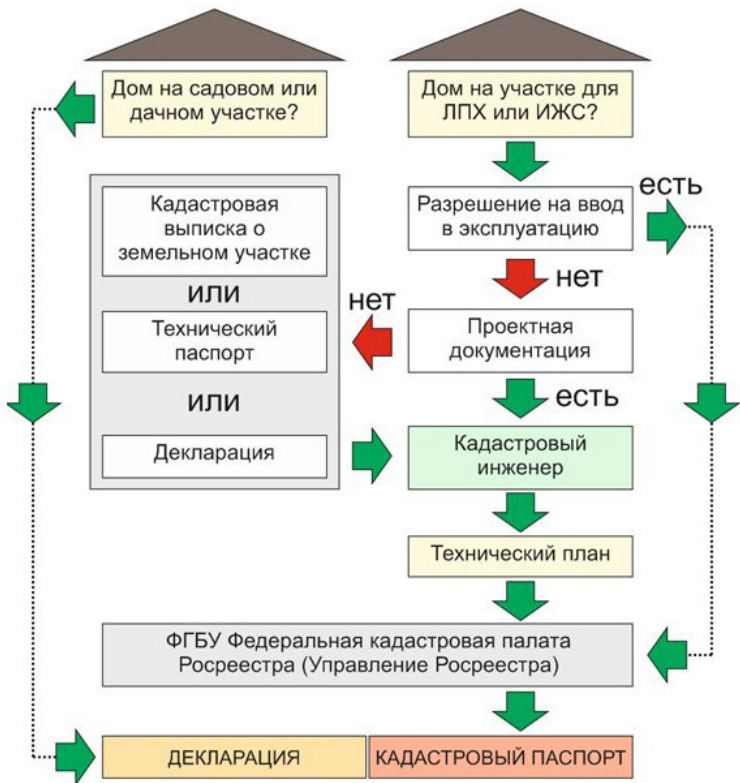 Дом на садовом или
дачном участке?
Дом на участке для
ЛПХ или ИЖС?
есть
Кадастровая
выписка о
земельном участке
Разрешение на ввод
в эксплуатацию
нет
или
нет
Технический
паспорт
Проектная
документация
или
есть
Декларация
Кадастровый
инженер
Технический план
ФГБУ Федеральная кадастровая палата
Росреестра (Управление Росреестра)
ДЕКЛАРАЦИЯ
КАДАСТРОВЫЙ ПАСПОРТ